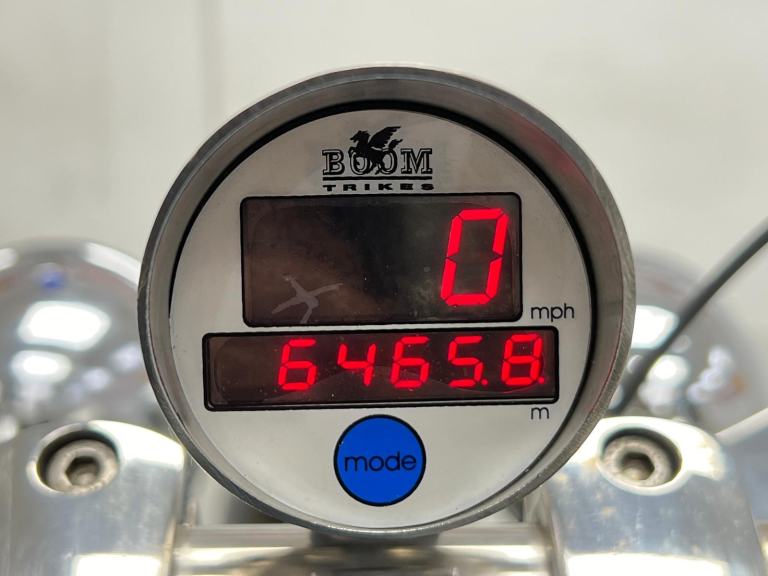 BOOM
TRIKES
0
mph
6465.8.
m
mode